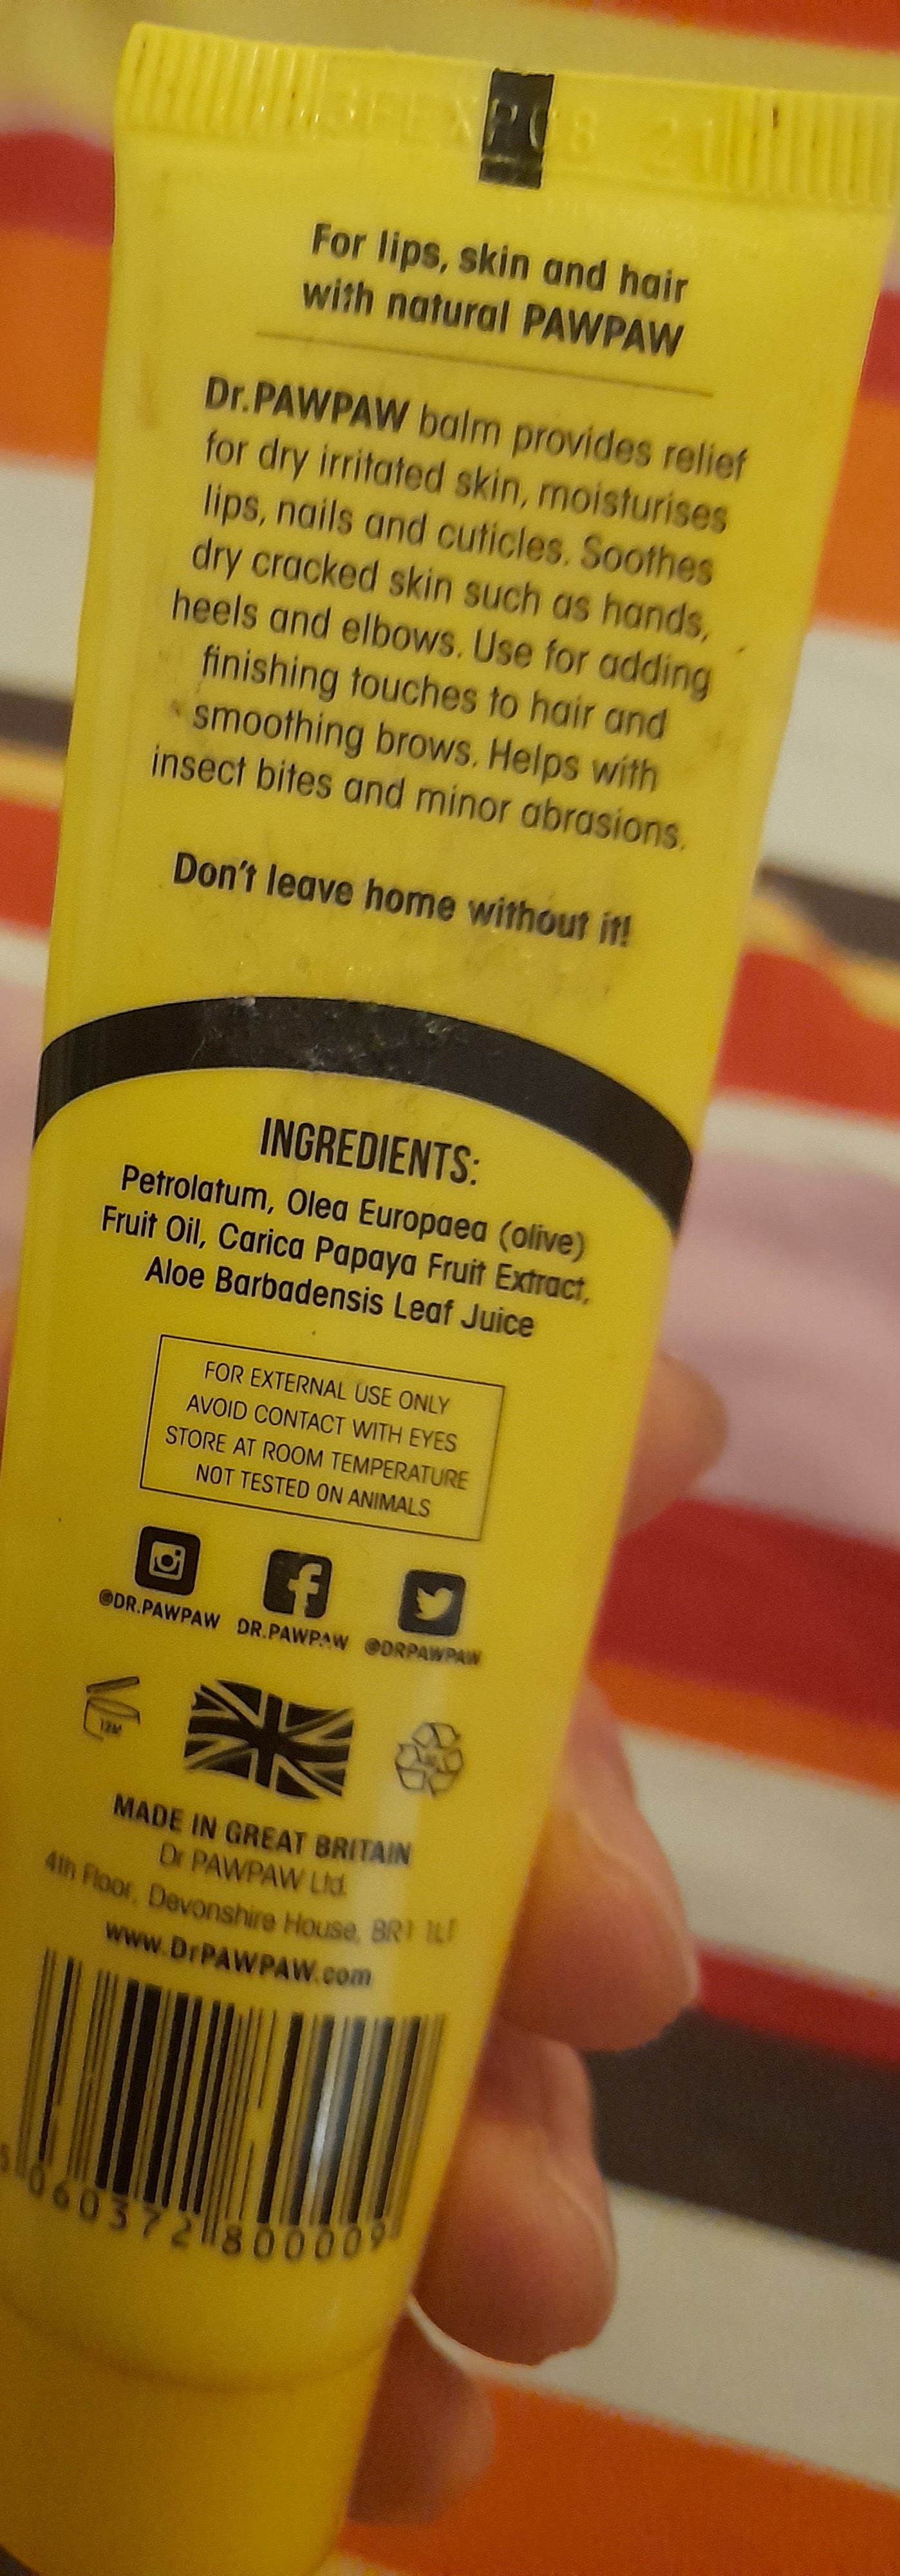 For lips, skin and hair
with natural PAWPAW
Dr.PAWPAW balm provides relief
for dry irritated skin, moisturises
lips, nails and cuticles. Soothes
dry cracked skin such as hands,
heels and elbows. Use for adding
finishing touches to hair and
smoothing brows. Helps with
insect bites and minor abrasions.
Don't leave home without it!
INGREDIENTS:
Petrolatum, Olea Europaea (olive)
Fruit Oil, Carica Papaya Fruit Extract,
Aloe Barbadensis Leaf Juice
FOR EXTERNAL USE ONLY
AVOID CONTACT WITH EYES
STORE AT ROOM TEMPERATURE
NOT TESTED ON ANIMALS
@DR.PAWPAW DR.PAWPAW @DRPAWPAW
12M
MADE IN GREAT BRITAIN
Dr PAWPAW Ltd.
4th Floor, Devonshire House, BR1 1LT
www.DrPAWPAW.com
5 060372 800009